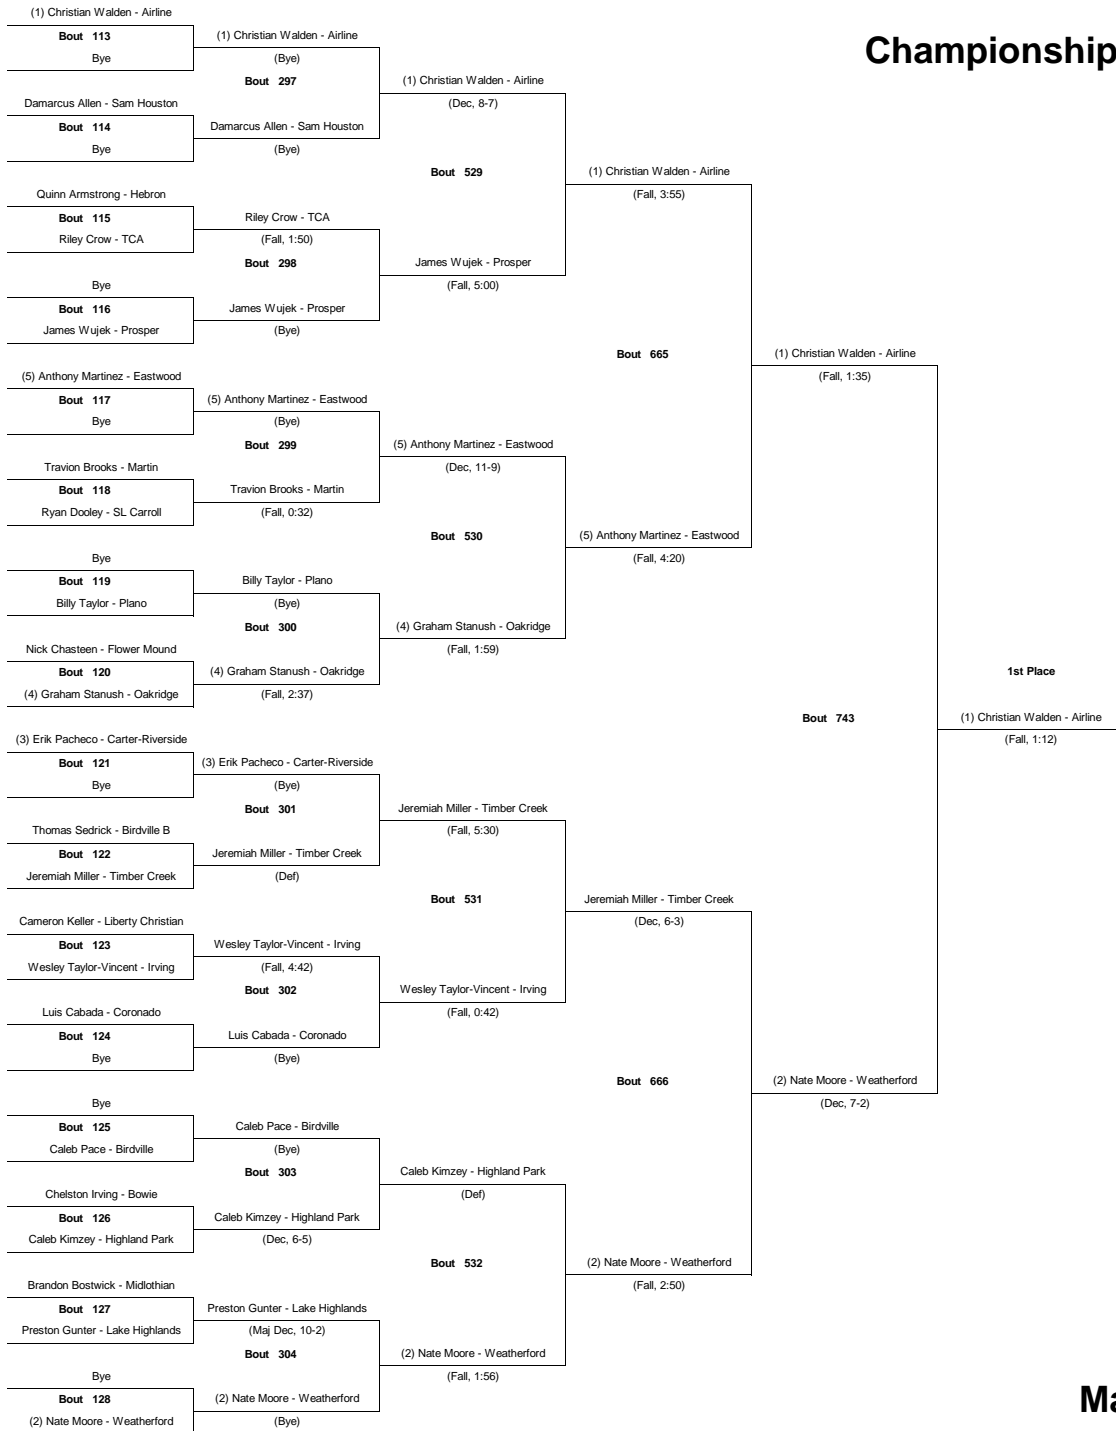 (1) Christian Walden - Airline
Bout 113
Bye
(1) Christian Walden - Airline
(Bye)
Championship
Bout 297
(1) Christian Walden - Airline
(Dec, 8-7)
Damarcus Allen - Sam Houston
Bout 114
Bye
Damarcus Allen - Sam Houston
(Bye)
Bout 529
(1) Christian Walden - Airline
(Fall, 3:55)
Quinn Armstrong - Hebron
Bout 115
Riley Crow - TCA
Riley Crow - TCA
(Fall, 1:50)
Bout 298
James Wujek - Prosper
(Fall, 5:00)
Bye
Bout 116
James Wujek - Prosper
James Wujek - Prosper
(Bye)
Bout 665
(1) Christian Walden - Airline
(Fall, 1:35)
(5) Anthony Martinez - Eastwood
Bout 117
Bye
(5) Anthony Martinez - Eastwood
(Bye)
Bout 299
(5) Anthony Martinez - Eastwood
(Dec, 11-9)
Travion Brooks - Martin
Bout 118
Ryan Dooley - SL Carroll
Travion Brooks - Martin
(Fall, 0:32)
Bout 530
(5) Anthony Martinez - Eastwood
(Fall, 4:20)
Bye
Bout 119
Billy Taylor - Plano
Billy Taylor - Plano
(Bye)
Bout 300
(4) Graham Stanush - Oakridge
(Fall, 1:59)
Nick Chasteen - Flower Mound
Bout 120
(4) Graham Stanush - Oakridge
(4) Graham Stanush - Oakridge
(Fall, 2:37)
1st Place
Bout 743
(1) Christian Walden - Airline
(Fall, 1:12)
(3) Erik Pacheco - Carter-Riverside
Bout 121
Bye
(3) Erik Pacheco - Carter-Riverside
(Bye)
Bout 301
Jeremiah Miller - Timber Creek
(Fall, 5:30)
Thomas Sedrick - Birdville B
Bout 122
Jeremiah Miller - Timber Creek
Jeremiah Miller - Timber Creek
(Def)
Bout 531
Jeremiah Miller - Timber Creek
(Dec, 6-3)
Cameron Keller - Liberty Christian
Bout 123
Wesley Taylor-Vincent - Irving
Wesley Taylor-Vincent - Irving
(Fall, 4:42)
Bout 302
Wesley Taylor-Vincent - Irving
(Fall, 0:42)
Luis Cabada - Coronado
Bout 124
Bye
Luis Cabada - Coronado
(Bye)
Bout 666
(2) Nate Moore - Weatherford
(Dec, 7-2)
Bye
Bout 125
Caleb Pace - Birdville
Caleb Pace - Birdville
(Bye)
Bout 303
Caleb Kimzey - Highland Park
(Def)
Chelston Irving - Bowie
Bout 126
Caleb Kimzey - Highland Park
Caleb Kimzey - Highland Park
(Dec, 6-5)
Bout 532
(2) Nate Moore - Weatherford
(Fall, 2:50)
Brandon Bostwick - Midlothian
Bout 127
Preston Gunter - Lake Highlands
Preston Gunter - Lake Highlands
(Maj Dec, 10-2)
Bout 304
(2) Nate Moore - Weatherford
(Fall, 1:56)
Bye
Bout 128
(2) Nate Moore - Weatherford
(2) Nate Moore - Weatherford
(Bye)
Ma